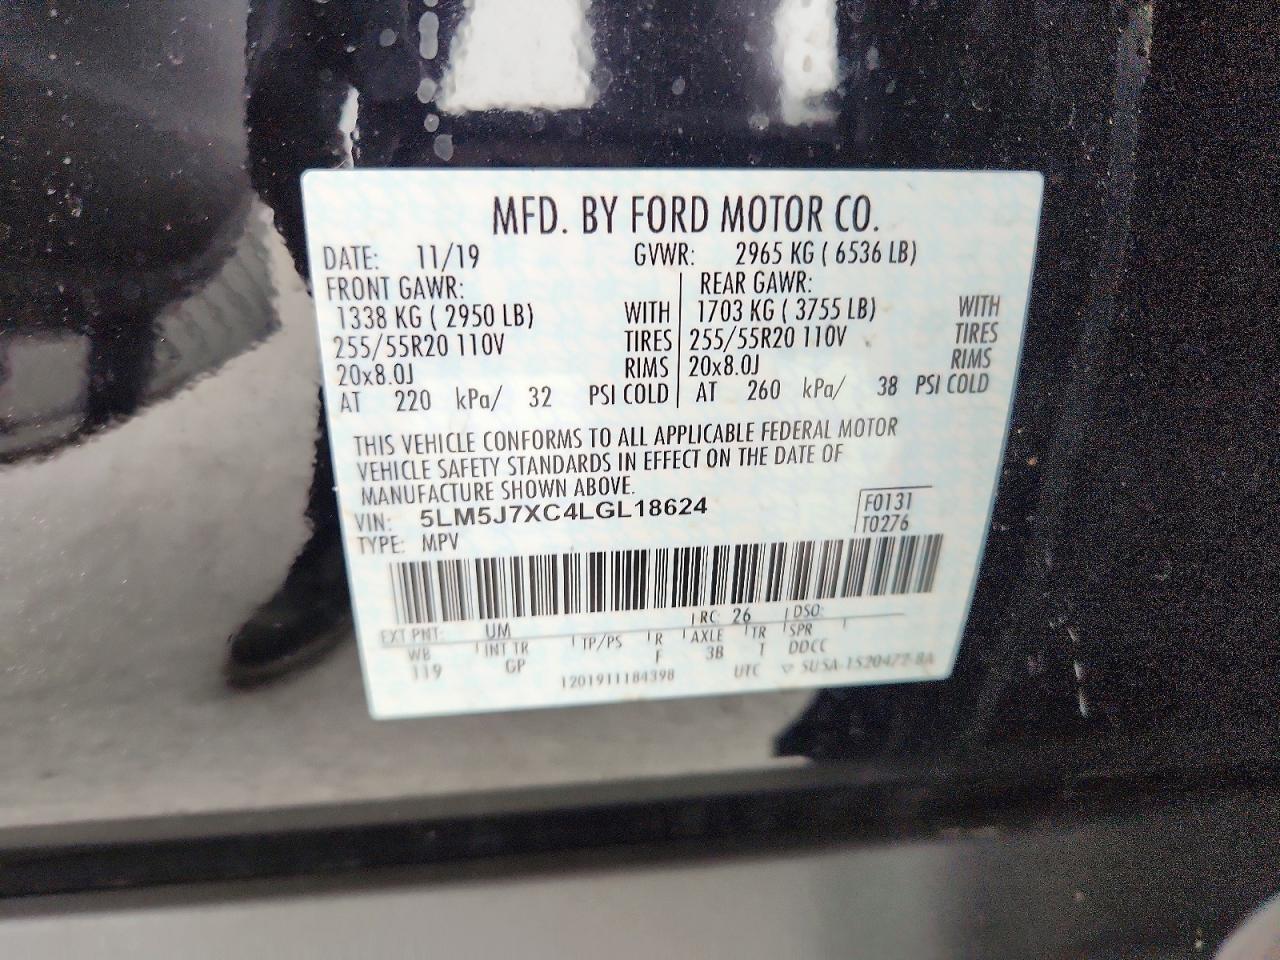 MFD. BY FORD MOTOR CO.
DATE: 11/19 GVWR: 2965 KG ( 6536 LB)
FRONT GAWR: REAR GAWR:
1338 KG ( 2950 LB) WITH 1703 KG ( 3755 LB) WITH
255/55R20 110V TIRES 255/55R20 110V TIRES
20x8.0J RIMS 20x8.0J RIMS
AT 220 kPa/ 32 PSI COLD AT 260 kPa/ 38 PSI COLD
THIS VEHICLE CONFORMS TO ALL APPLICABLE FEDERAL MOTOR
VEHICLE SAFETY STANDARDS IN EFFECT ON THE DATE OF
MANUFACTURE SHOWN ABOVE.
VIN: 5LM5J7XC4LGL18624 F0131
TYPE: MPV T0276
EXT PNT: UM RC: 26 DSO:
WB INT TR TP/PS R AXLE TR SPR
119 GP F 3B T DDCC
1201911184398 UTC ▽ SUSA-1520472-BA